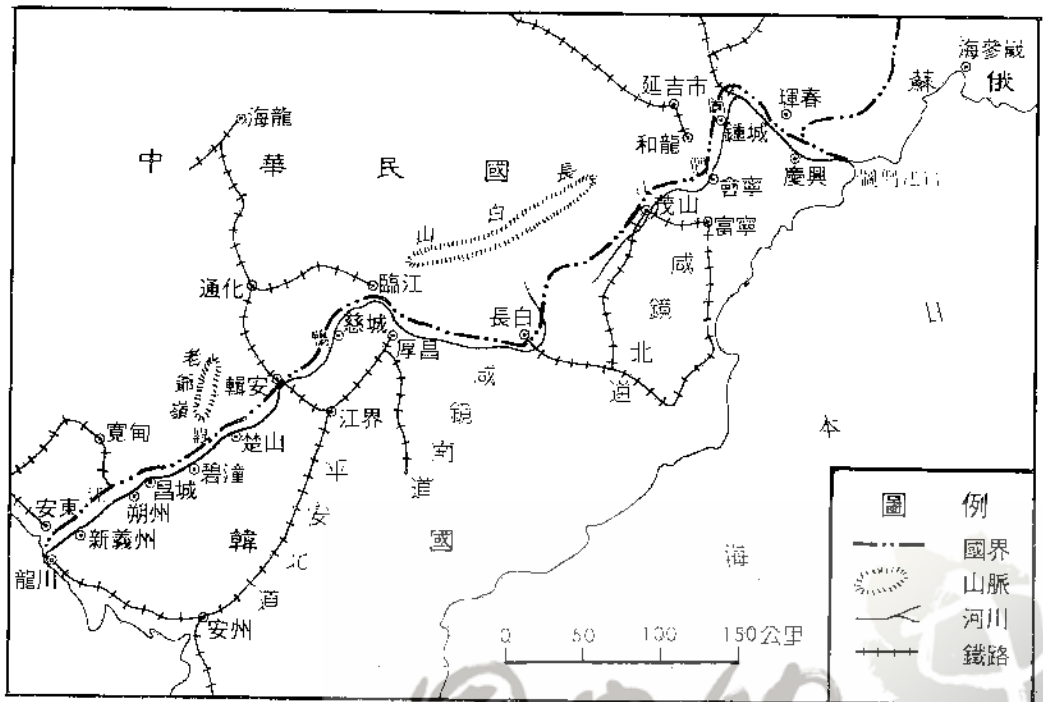 海參崴
蘇俄
延吉市
琿春
圖
鍾城
海龍
和龍
中華民國
慶興
圖們江口
會寧
長白山
茂山
富寧
咸鏡北道
通化
臨江
長白
慈城
厚昌
咸鏡南道
老爺嶺
輯安
江界
寬甸
楚山
碧潼
昌城
平安北道
安東
朔州
新義州
韓國
日本海
龍川
安州
圖例
國界
山脈
河川
鐵路
0 50 100 150公里